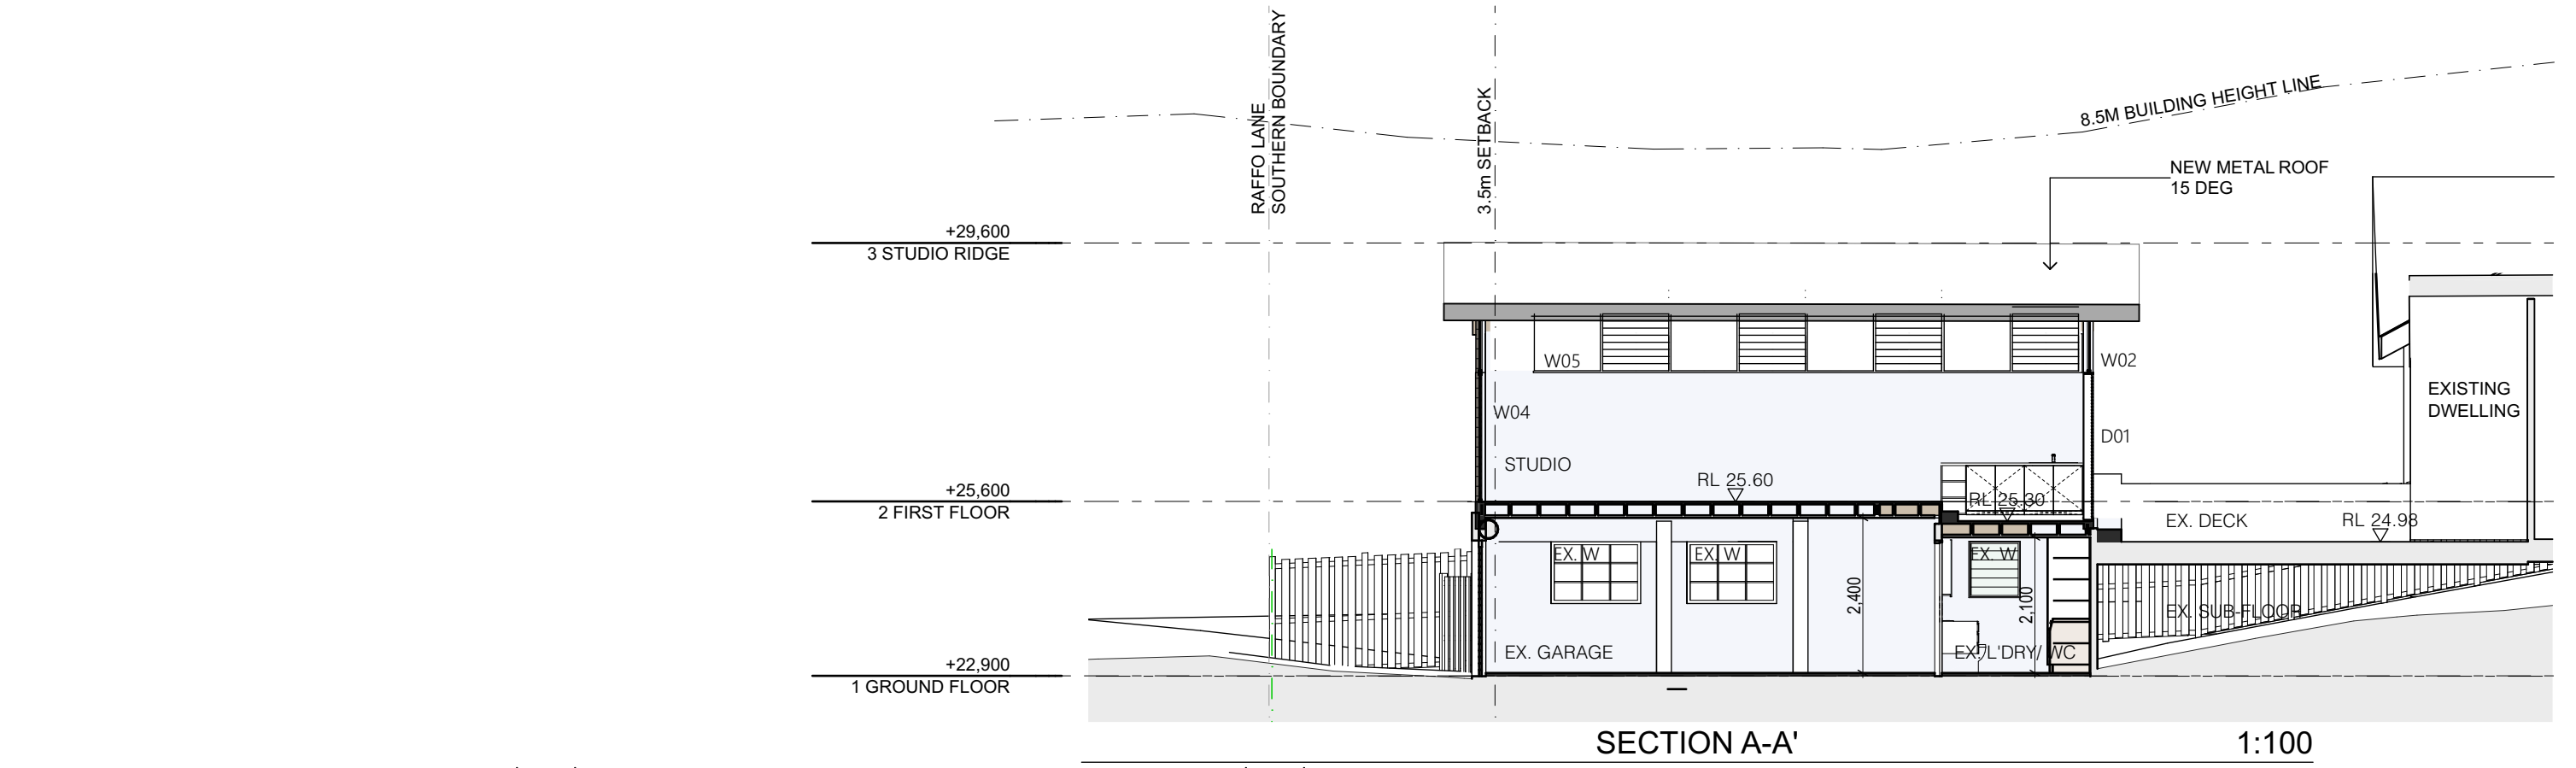 RAFFO LANE
SOUTHERN BOUNDARY
3.5m SETBACK
8.5M BUILDING HEIGHT LINE
NEW METAL ROOF
15 DEG
+29,600
3 STUDIO RIDGE
W05
W02
EXISTING
DWELLING
W04
D01
STUDIO
RL 25.60
+25,600
2 FIRST FLOOR
RL 25.30
EX. DECK
RL 24.98
EX. W
EX. W
EX. W
2,400
2,100
EX. SUB-FLOOR
EX. GARAGE
EX. L'DRY/ WC
+22,900
1 GROUND FLOOR
SECTION A-A'
1:100